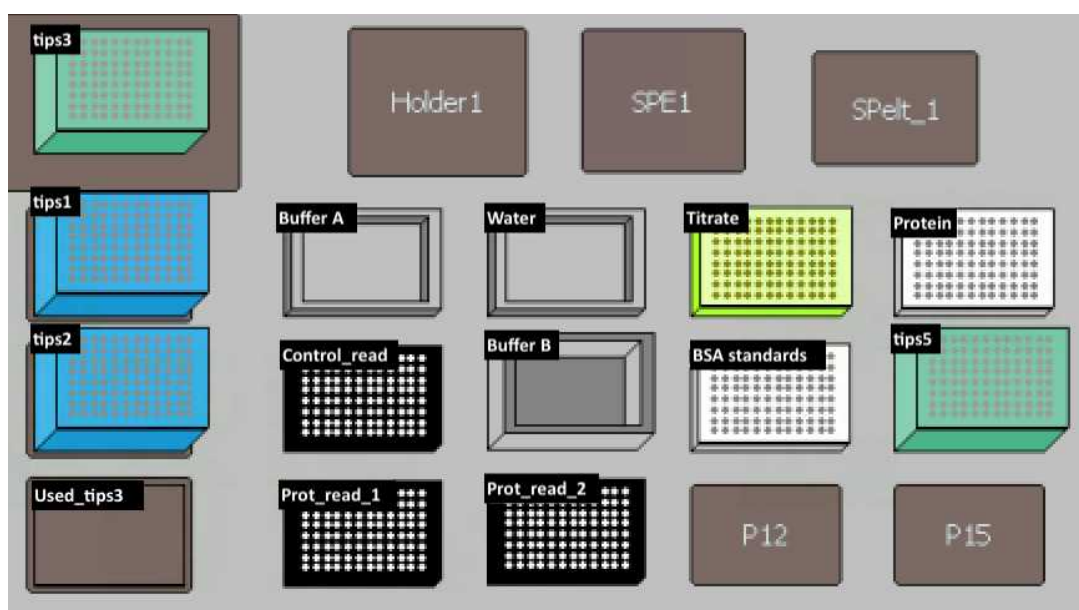 tips3
Holder1
SPE1
SPelt_1
tips1
Buffer A
Water
Titrate
Protein
tips2
Control_read
Buffer B
BSA standards
tips5
Used_tips3
Prot_read_1
Prot_read_2
P12
P15